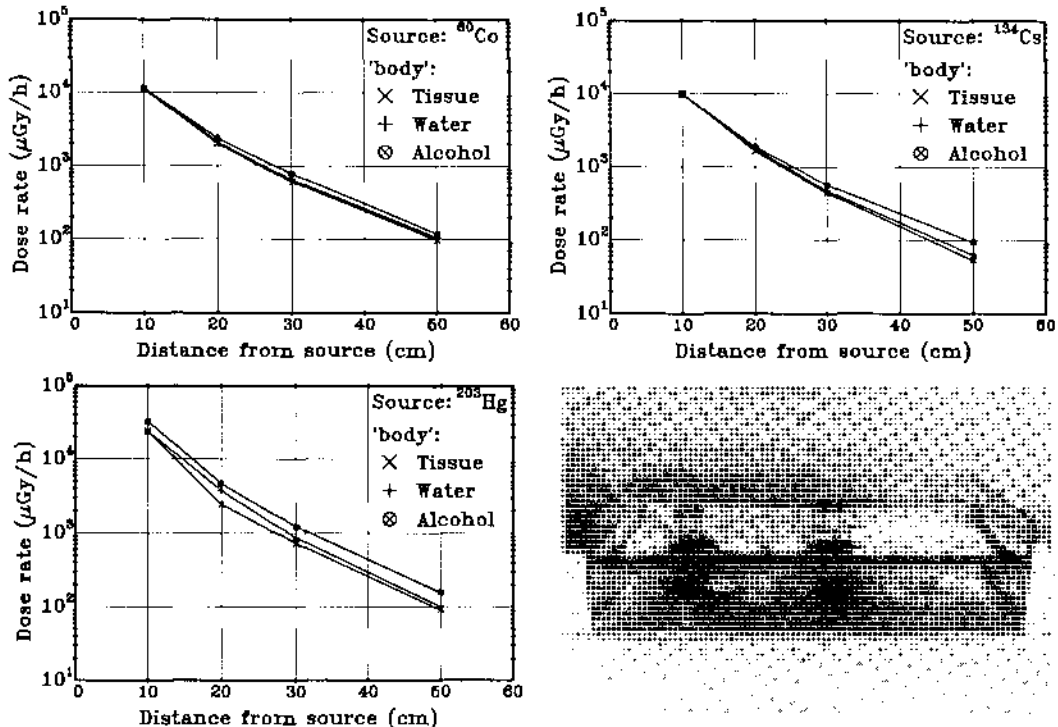 10⁵
10⁴
10³
10²
10¹
Dose rate (μGy/h)
Source: ⁶⁰Co
'body':
Tissue
Water
Alcohol
0 10 20 30 40 50 60
Distance from source (cm)
10⁵
10⁴
10³
10²
10¹
Dose rate (μGy/h)
Source: ¹³⁴Cs
'body':
Tissue
Water
Alcohol
0 10 20 30 40 50 60
Distance from source (cm)
10⁵
10⁴
10³
10²
10¹
Dose rate (μGy/h)
Source: ²⁰³Hg
'body':
Tissue
Water
Alcohol
0 10 20 30 40 50 60
Distance from source (cm)